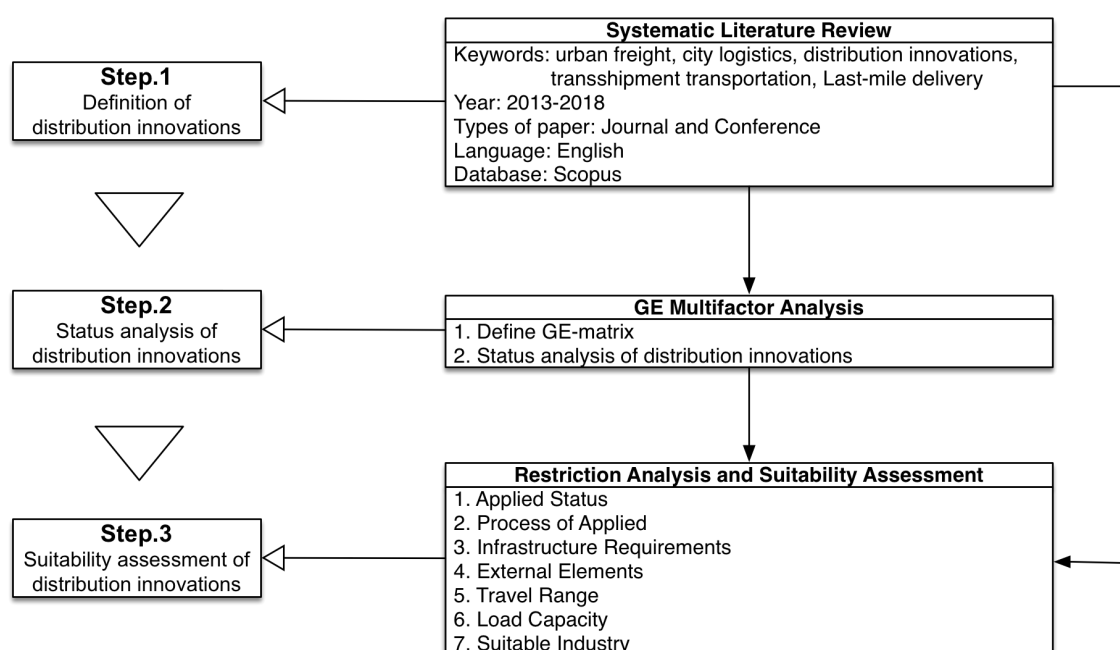 Systematic Literature Review
Keywords: urban freight, city logistics, distribution innovations,
transshipment transportation, Last-mile delivery
Year: 2013-2018
Types of paper: Journal and Conference
Language: English
Database: Scopus
Step.1
Definition of
distribution innovations
GE Multifactor Analysis
1. Define GE-matrix
2. Status analysis of distribution innovations
Step.2
Status analysis of
distribution innovations
Restriction Analysis and Suitability Assessment
1. Applied Status
2. Process of Applied
3. Infrastructure Requirements
4. External Elements
5. Travel Range
6. Load Capacity
7. Suitable Industry
Step.3
Suitability assessment of
distribution innovations